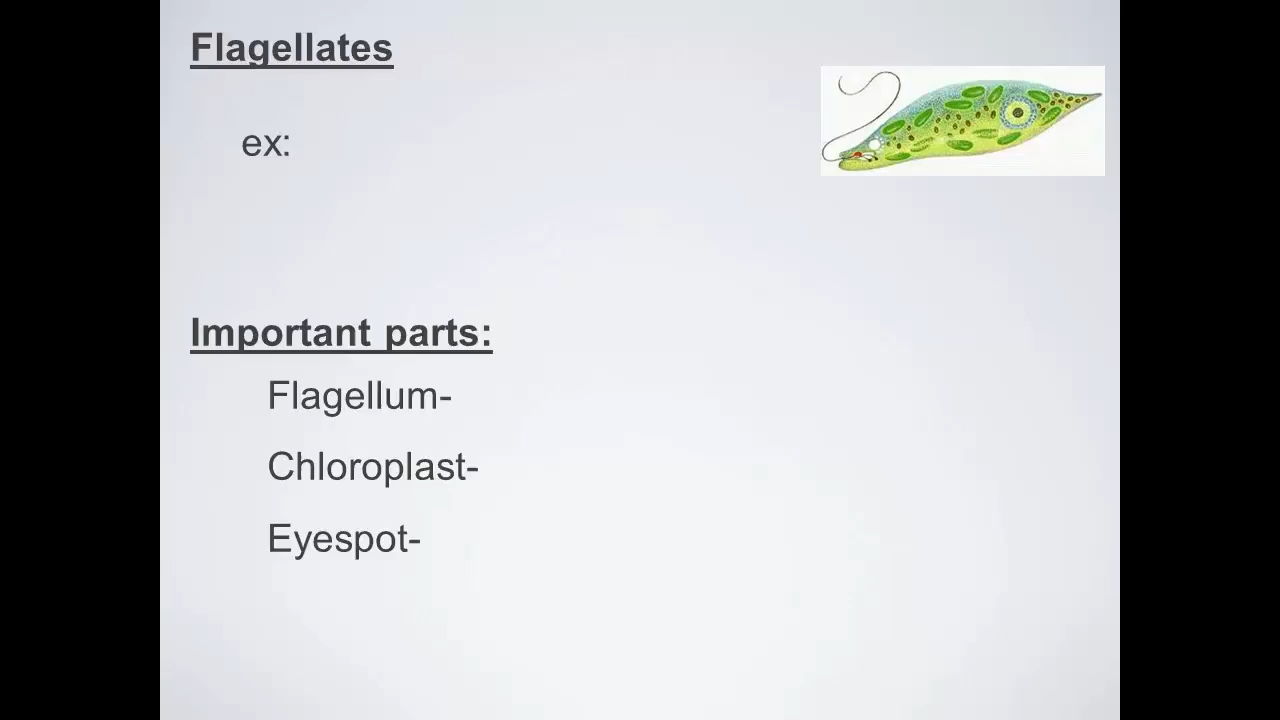 Flagellates
ex:
Important parts:
Flagellum-
Chloroplast-
Eyespot-